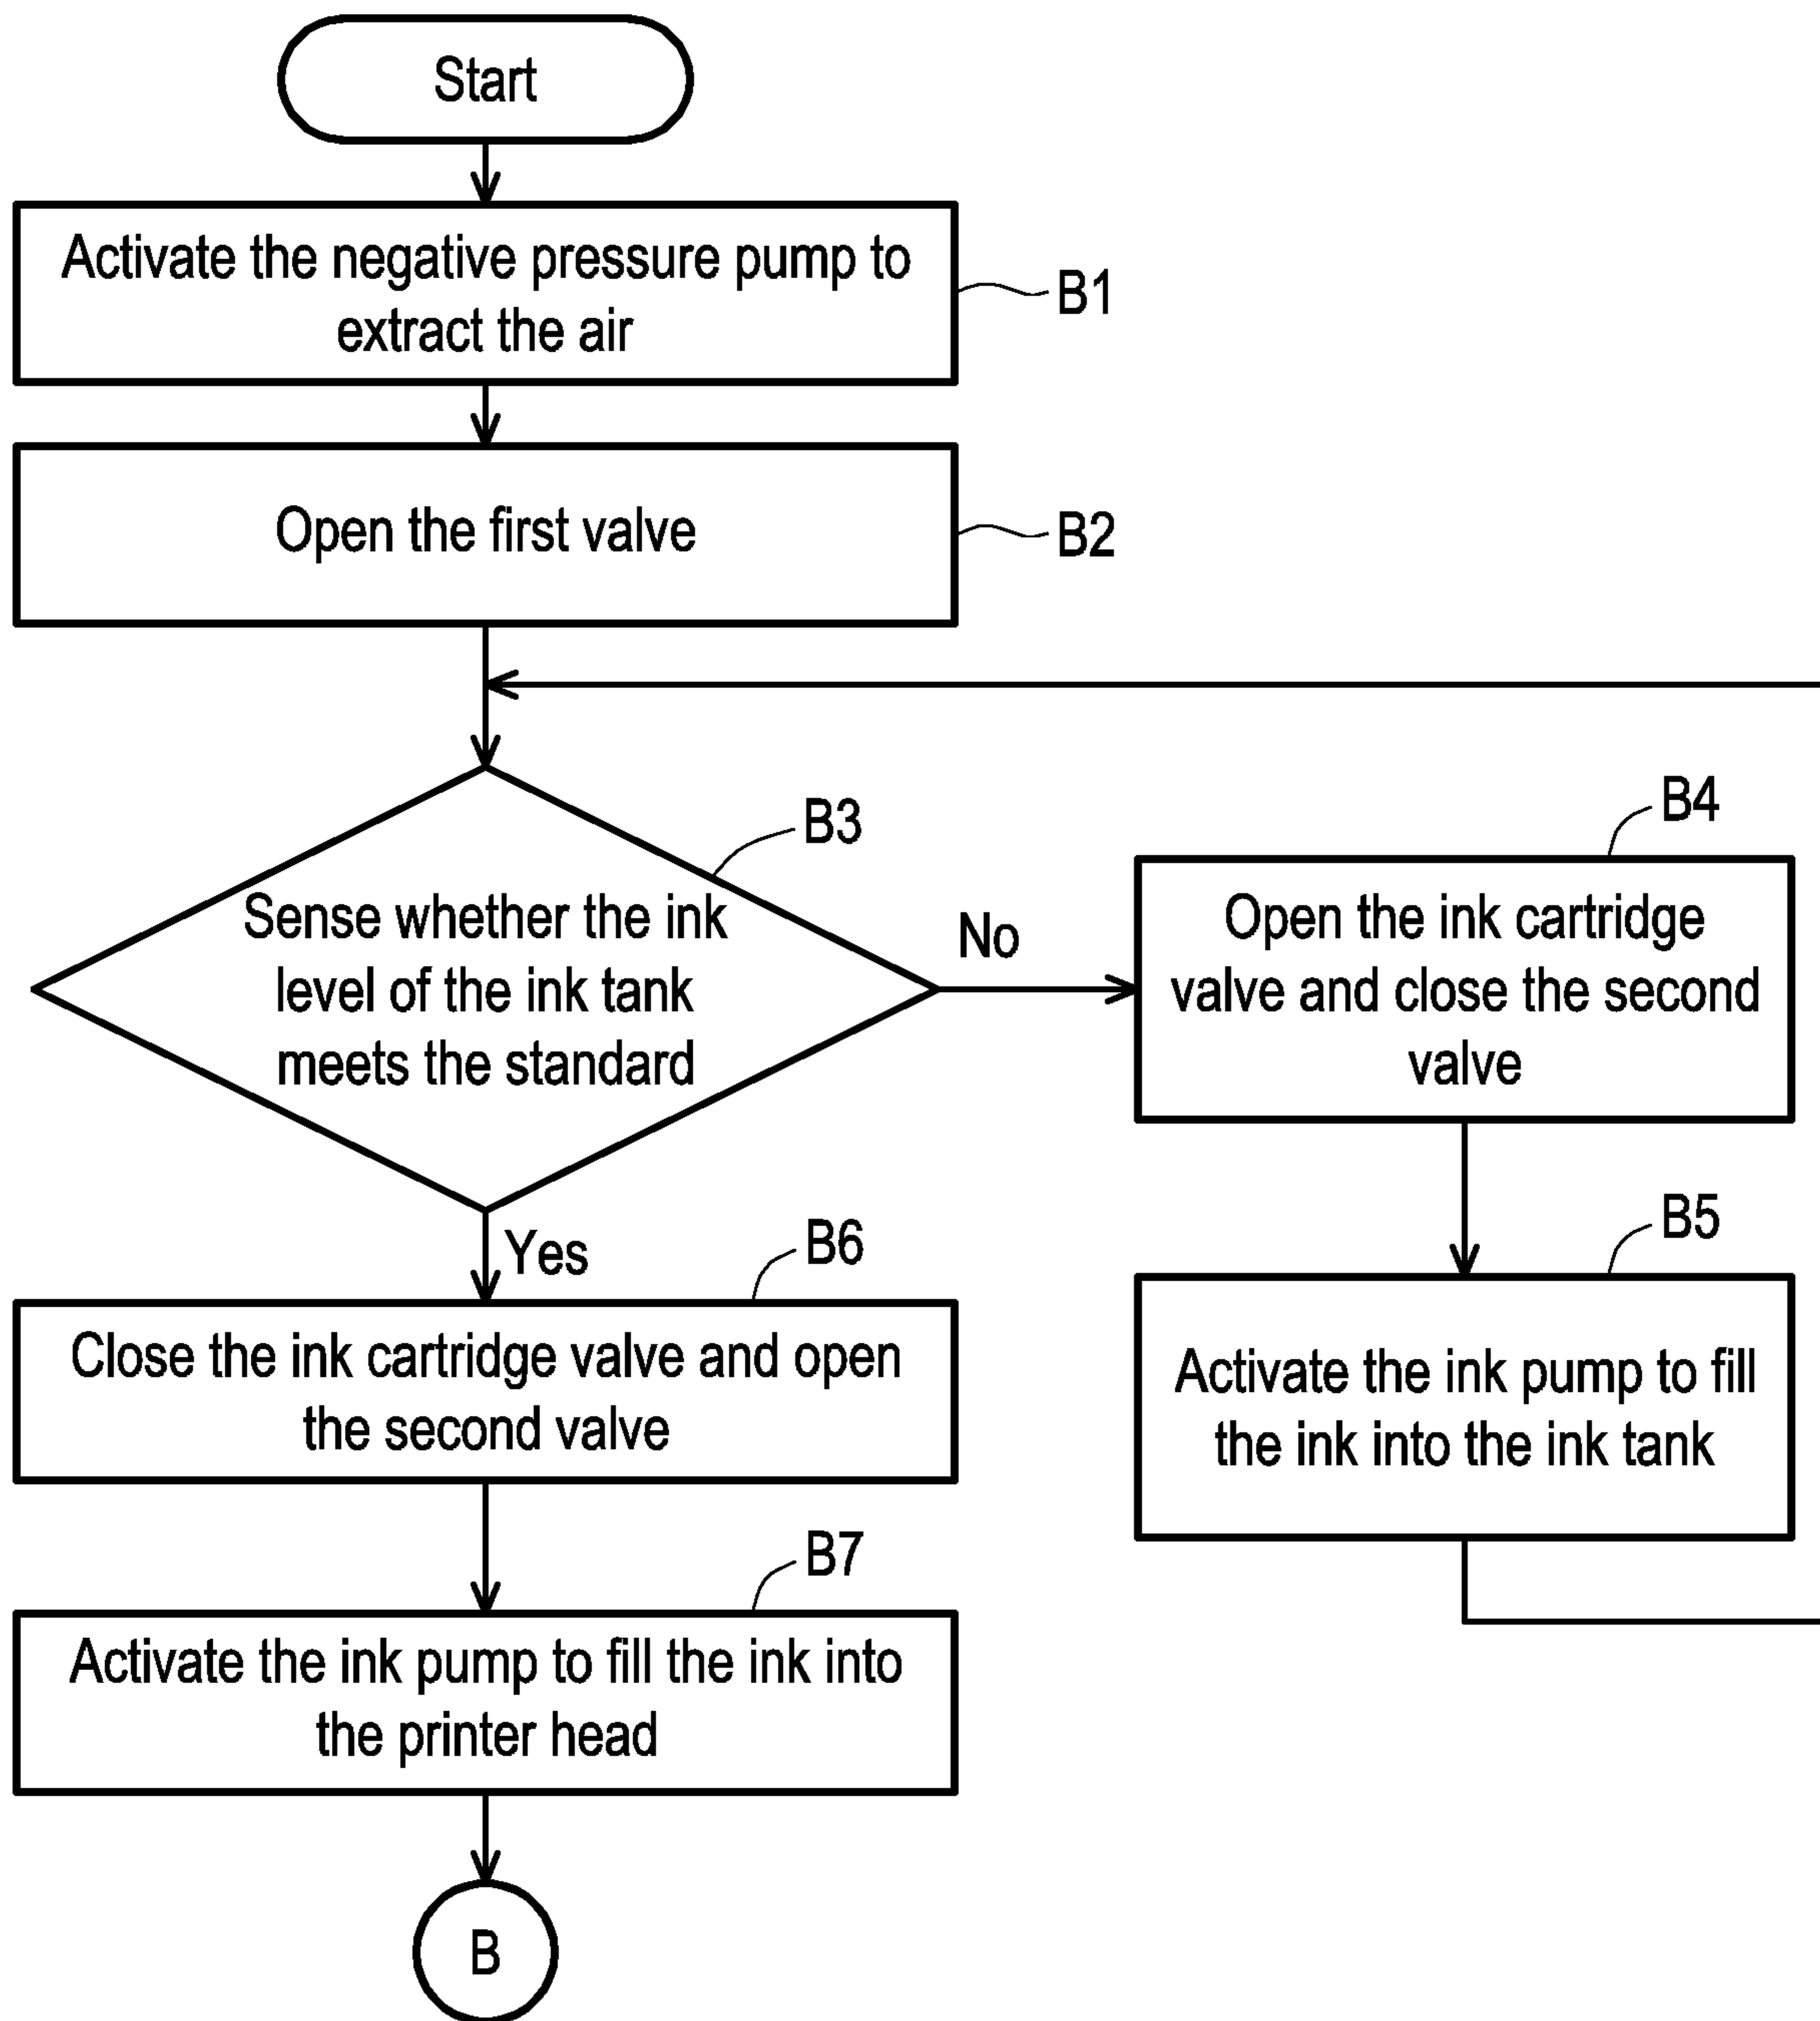 Start
Activate the negative pressure pump to
extract the air
B1
Open the first valve
B2
B3
Sense whether the ink
level of the ink tank
meets the standard
No
B4
Open the ink cartridge
valve and close the second
valve
B5
Activate the ink pump to fill
the ink into the ink tank
Yes
B6
Close the ink cartridge valve and open
the second valve
B7
Activate the ink pump to fill the ink into
the printer head
B